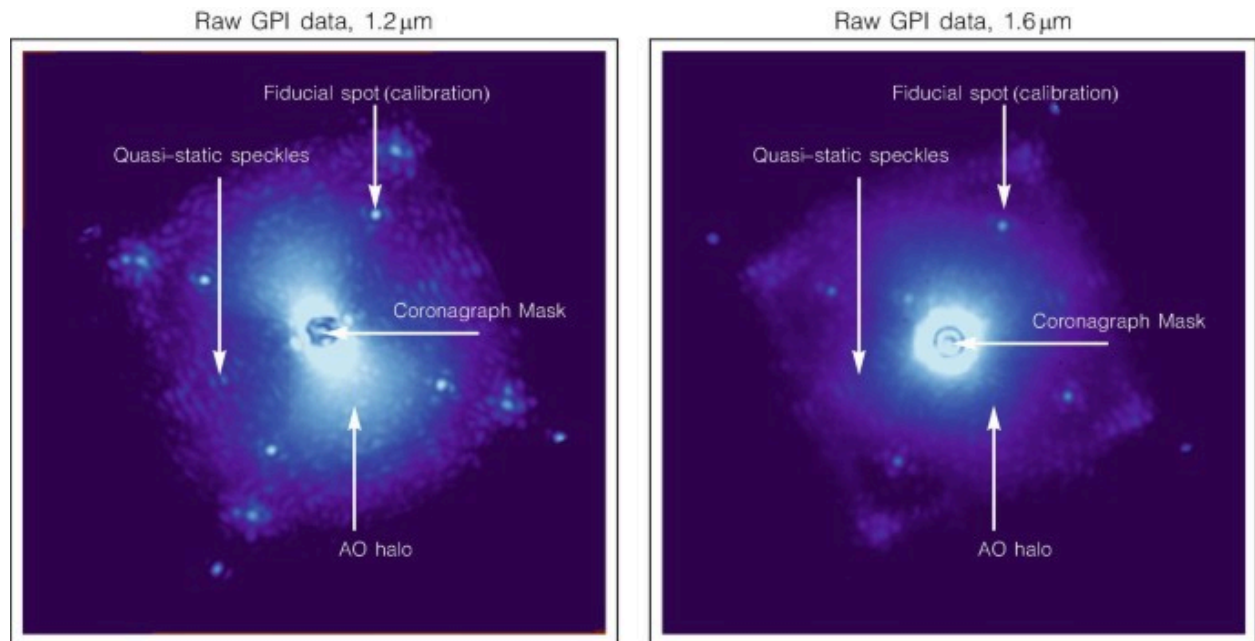 Raw GPI data, 1.2 μm
Fiducial spot (calibration)
Quasi–static speckles
Coronagraph Mask
AO halo
Raw GPI data, 1.6 μm
Fiducial spot (calibration)
Quasi–static speckles
Coronagraph Mask
AO halo